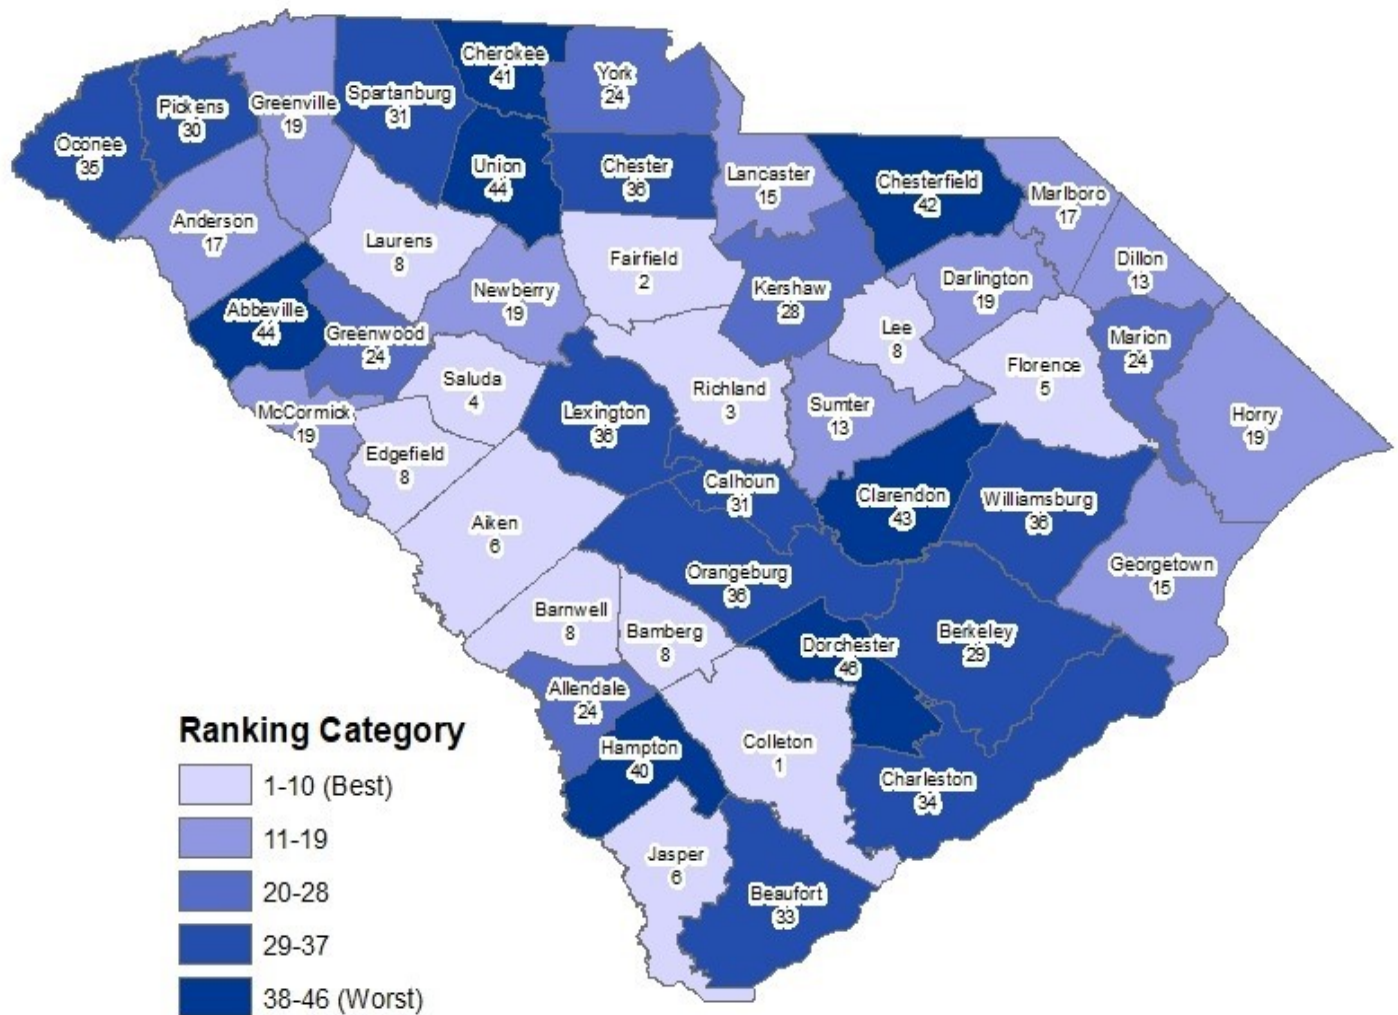 Cherokee
41
York
24
Spartanburg
31
Greenville
19
Pickens
30
Oconee
35
Union
44
Chester
36
Lancaster
15
Chesterfield
42
Marlboro
17
Anderson
17
Laurens
8
Fairfield
2
Dillon
13
Newberry
19
Kershaw
28
Darlington
19
Abbeville
44
Greenwood
24
Lee
8
Marion
24
Florence
5
Saluda
4
Richland
3
Sumter
13
Horry
19
McCormick
19
Lexington
36
Edgefield
8
Calhoun
31
Clarendon
43
Williamsburg
36
Aiken
6
Orangeburg
36
Georgetown
15
Barnwell
8
Bamberg
8
Dorchester
46
Berkeley
29
Allendale
24
Hampton
40
Colleton
1
Charleston
34
Jasper
6
Beaufort
33
Ranking Category
1-10 (Best)
11-19
20-28
29-37
38-46 (Worst)